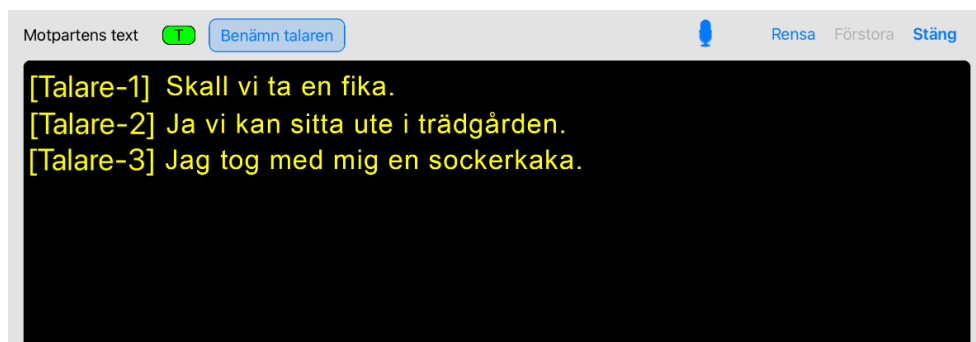 Motpartens text T Benämn talaren Rensa Förstora Stäng
[Talare-1] Skall vi ta en fika.
[Talare-2] Ja vi kan sitta ute i trädgården.
[Talare-3] Jag tog med mig en sockerkaka.